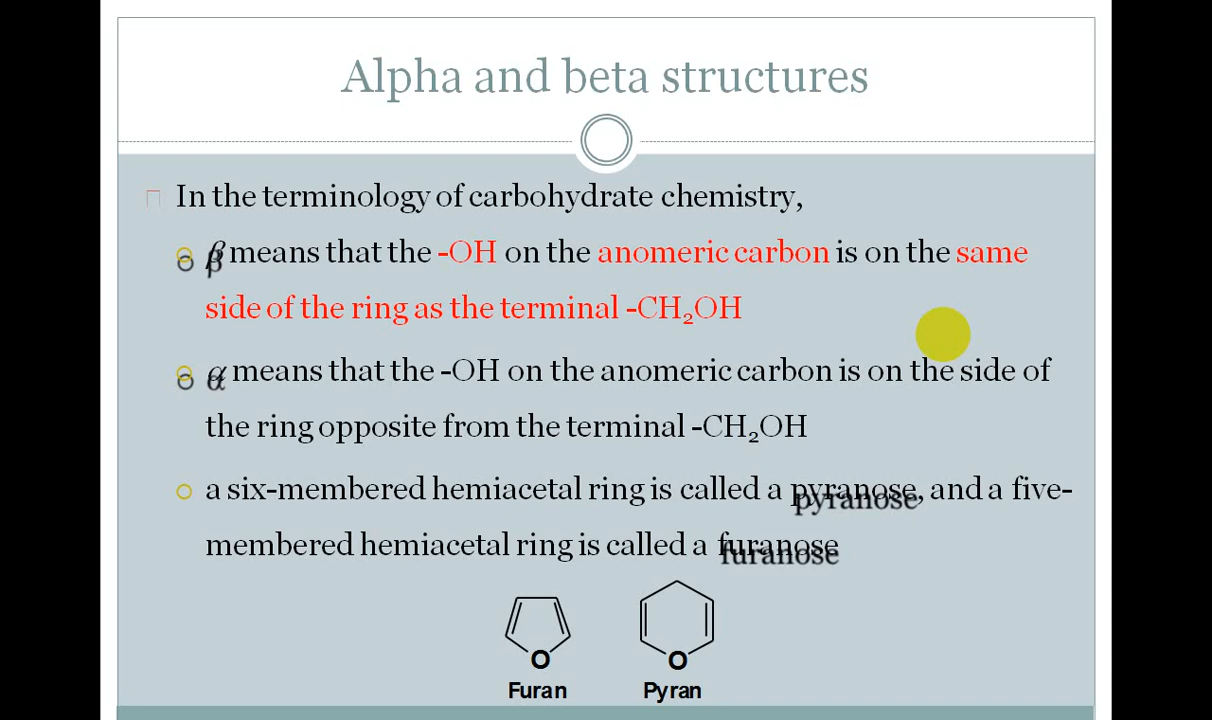 Alpha and beta structures
In the terminology of carbohydrate chemistry,
β means that the -OH on the anomeric carbon is on the same
side of the ring as the terminal -CH₂OH
α means that the -OH on the anomeric carbon is on the side of
the ring opposite from the terminal -CH₂OH
a six-membered hemiacetal ring is called a pyranose, and a five-
membered hemiacetal ring is called a furanose
O O
Furan Pyran